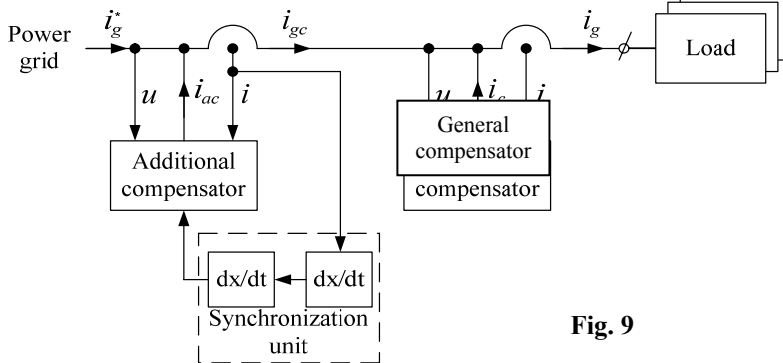 Power
grid
i*g
igc
ig
Load
u
iac
i
u
ic
i
Additional
compensator
General
compensator
compensator
dx/dt
dx/dt
Synchronization
unit
Fig. 9